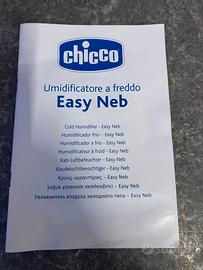 chicco
Umidificatore a freddo
Easy Neb
Cold Humidifier - Easy Neb
Humidificador frío - Easy Neb
Humidificador a frio - Easy Neb
Humidificateur à froid - Easy Neb
Kalt-Luftbefeuchter - Easy Neb
Koudeluchtbevochtiger - Easy Neb
Κρύος υγραντήρας - Easy Neb
Soğuk yöntemle nemlendirici - Easy Neb
Увлажнитель воздуха холодного типа - Easy Neb
Subito